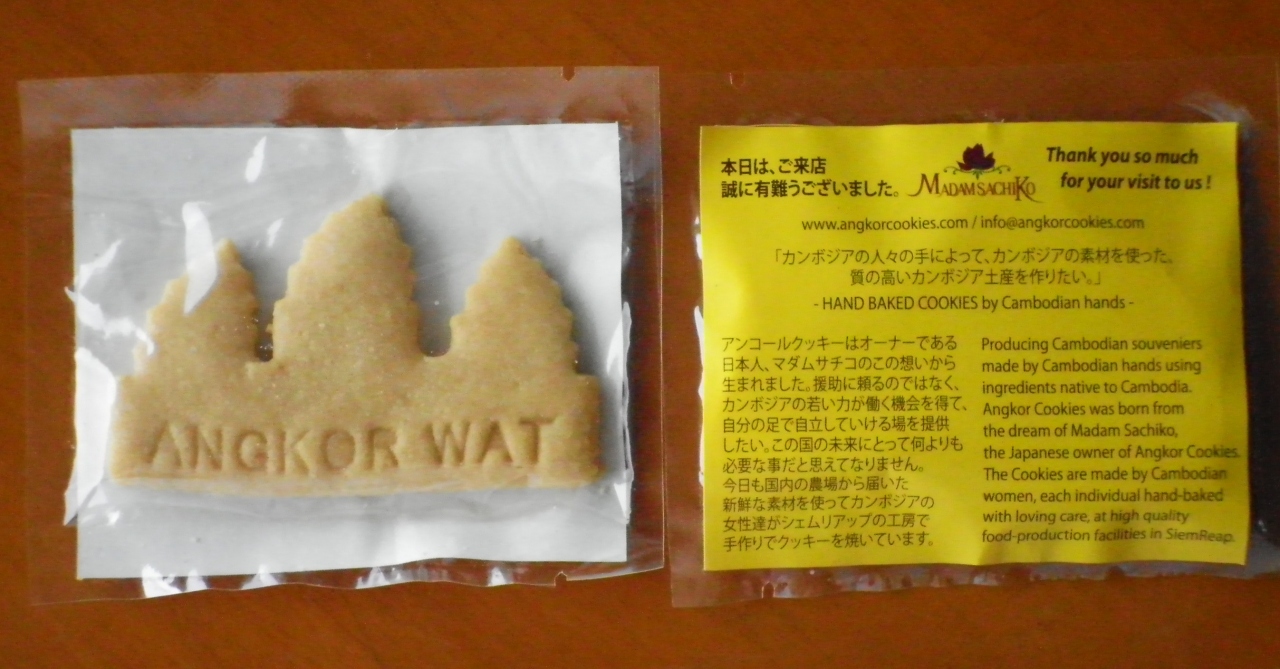 ANGKOR WAT
本日は、ご来店
誠に有難うございました。
MADAM SACHIKO
Thank you so much
for your visit to us !
www.angkorcookies.com / info@angkorcookies.com
「カンボジアの人々の手によって、カンボジアの素材を使った、
質の高いカンボジア土産を作りたい。」
- HAND BAKED COOKIES by Cambodian hands -
アンコールクッキーはオーナーである
日本人、マダムサチコのこの想いから
生まれました。援助に頼るのではなく、
カンボジアの若い力が働く機会を得て、
自分の足で自立していける場を提供
したい。この国の未来にとって何よりも
必要な事だと思えてなりません。
今日も国内の農場から届いた
新鮮な素材を使ってカンボジアの
女性達がシェムリアップの工房で
手作りでクッキーを焼いています。
Producing Cambodian souveniers
made by Cambodian hands using
ingredients native to Cambodia.
Angkor Cookies was born from
the dream of Madam Sachiko,
the Japanese owner of Angkor Cookies.
The Cookies are made by Cambodian
women, each individual hand-baked
with loving care, at high quality
food-production facilities in SiemReap.